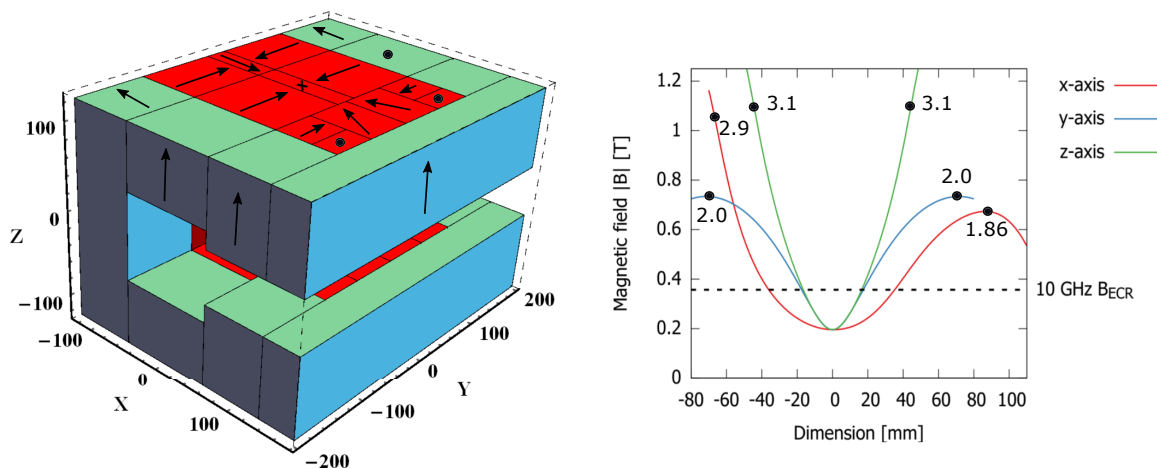 100
0
−100
Z
−100
0
100
X
−200
−100
0
100
200
Y
1.2
1
0.8
0.6
0.4
0.2
0
Magnetic field |B| [T]
-80 -60 -40 -20 0 20 40 60 80
Dimension [mm]
2.9
3.1
3.1
2.0
2.0
1.86
10 GHz BECR
x-axis
y-axis
z-axis